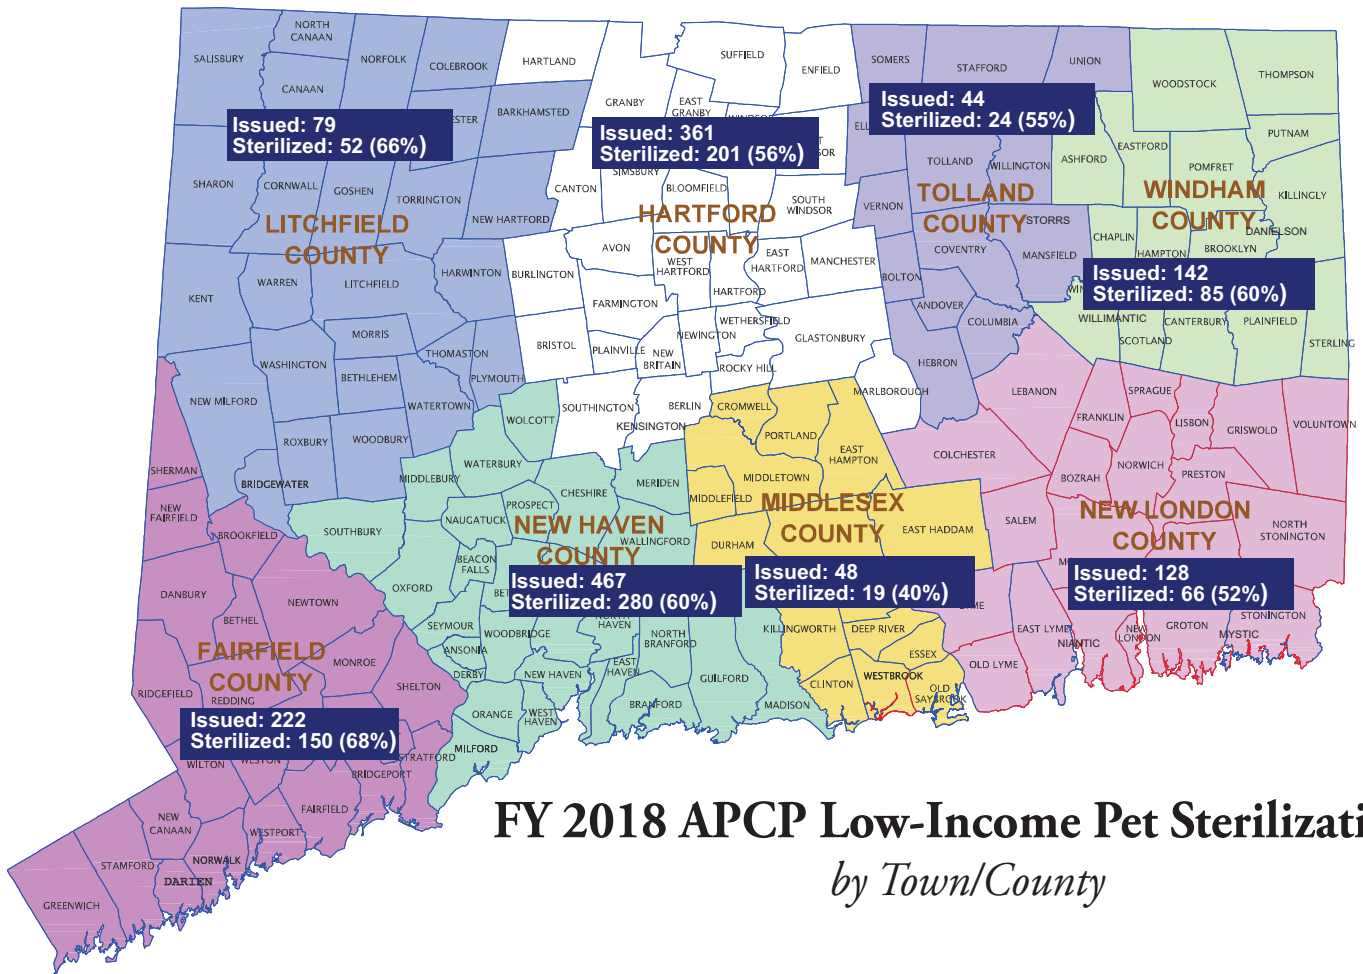 NORTH
CANAAN
SALISBURY
NORFOLK
COLEBROOK
HARTLAND
SUFFIELD
ENFIELD
SOMERS
STAFFORD
UNION
WOODSTOCK
THOMPSON
CANAAN
BARKHAMSTED
GRANBY
EAST
GRANBY
Issued: 79
Sterilized: 52 (66%)
Issued: 361
Sterilized: 201 (56%)
Issued: 44
Sterilized: 24 (55%)
PUTNAM
EASTFORD
ASHFORD
POMFRET
KILLINGLY
SHARON
CORNWALL
GOSHEN
TORRINGTON
NEW HARTFORD
CANTON
SIMSBURY
BLOOMFIELD
SOUTH
WINDSOR
VERNON
TOLLAND
WILLINGTON
LITCHFIELD
COUNTY
HARTFORD
COUNTY
TOLLAND
COUNTY
WINDHAM
COUNTY
STORRS
MANSFIELD
COVENTRY
CHAPLIN
HAMPTON
BROOKLYN
DANIELSON
KENT
WARREN
LITCHFIELD
HARWINTON
BURLINGTON
AVON
WEST
HARTFORD
HARTFORD
EAST
HARTFORD
MANCHESTER
BOLTON
ANDOVER
COLUMBIA
Issued: 142
Sterilized: 85 (60%)
WILLIMANTIC
SCOTLAND
CANTERBURY
PLAINFIELD
STERLING
MORRIS
FARMINGTON
NEWINGTON
WETHERSFIELD
GLASTONBURY
BRISTOL
PLAINVILLE
NEW
BRITAIN
ROCKY HILL
WASHINGTON
BETHLEHEM
THOMASTON
PLYMOUTH
WATERTOWN
HEBRON
MARLBOROUGH
LEBANON
SPRAGUE
FRANKLIN
LISBON
GRISWOLD
VOLUNTOWN
NEW MILFORD
ROXBURY
WOODBURY
WOLCOTT
SOUTHINGTON
BERLIN
KENSINGTON
CROMWELL
PORTLAND
EAST
HAMPTON
COLCHESTER
BOZRAH
NORWICH
PRESTON
SHERMAN
BRIDGEWATER
MIDDLEBURY
WATERBURY
CHESHIRE
MERIDEN
MIDDLETOWN
MIDDLEFIELD
NEW
FAIRFIELD
BROOKFIELD
SOUTHBURY
NAUGATUCK
PROSPECT
NEW HAVEN
COUNTY
WALLINGFORD
MIDDLESEX
COUNTY
DURHAM
EAST HADDAM
SALEM
NEW LONDON
COUNTY
NORTH
STONINGTON
DANBURY
BETHEL
NEWTOWN
OXFORD
BEACON
FALLS
Issued: 467
Sterilized: 280 (60%)
Issued: 48
Sterilized: 19 (40%)
Issued: 128
Sterilized: 66 (52%)
SEYMOUR
WOODBRIDGE
HAVEN
NORTH
BRANFORD
KILLINGWORTH
DEEP RIVER
ESSEX
EAST LYME
NIANTIC
NEW
LONDON
GROTON
MYSTIC
STONINGTON
FAIRFIELD
COUNTY
MONROE
ANSONIA
DERBY
NEW HAVEN
EAST
HAVEN
GUILFORD
WESTBROOK
OLD LYME
RIDGEFIELD
REDDING
SHELTON
ORANGE
WEST
HAVEN
BRANFORD
MADISON
CLINTON
OLD
SAYBROOK
Issued: 222
Sterilized: 150 (68%)
MILFORD
STRATFORD
WILTON
WESTON
BRIDGEPORT
FAIRFIELD
NEW
CANAAN
WESTPORT
NORWALK
STAMFORD
DARIEN
GREENWICH
FY 2018 APCP Low-Income Pet Sterilizati
by Town/County